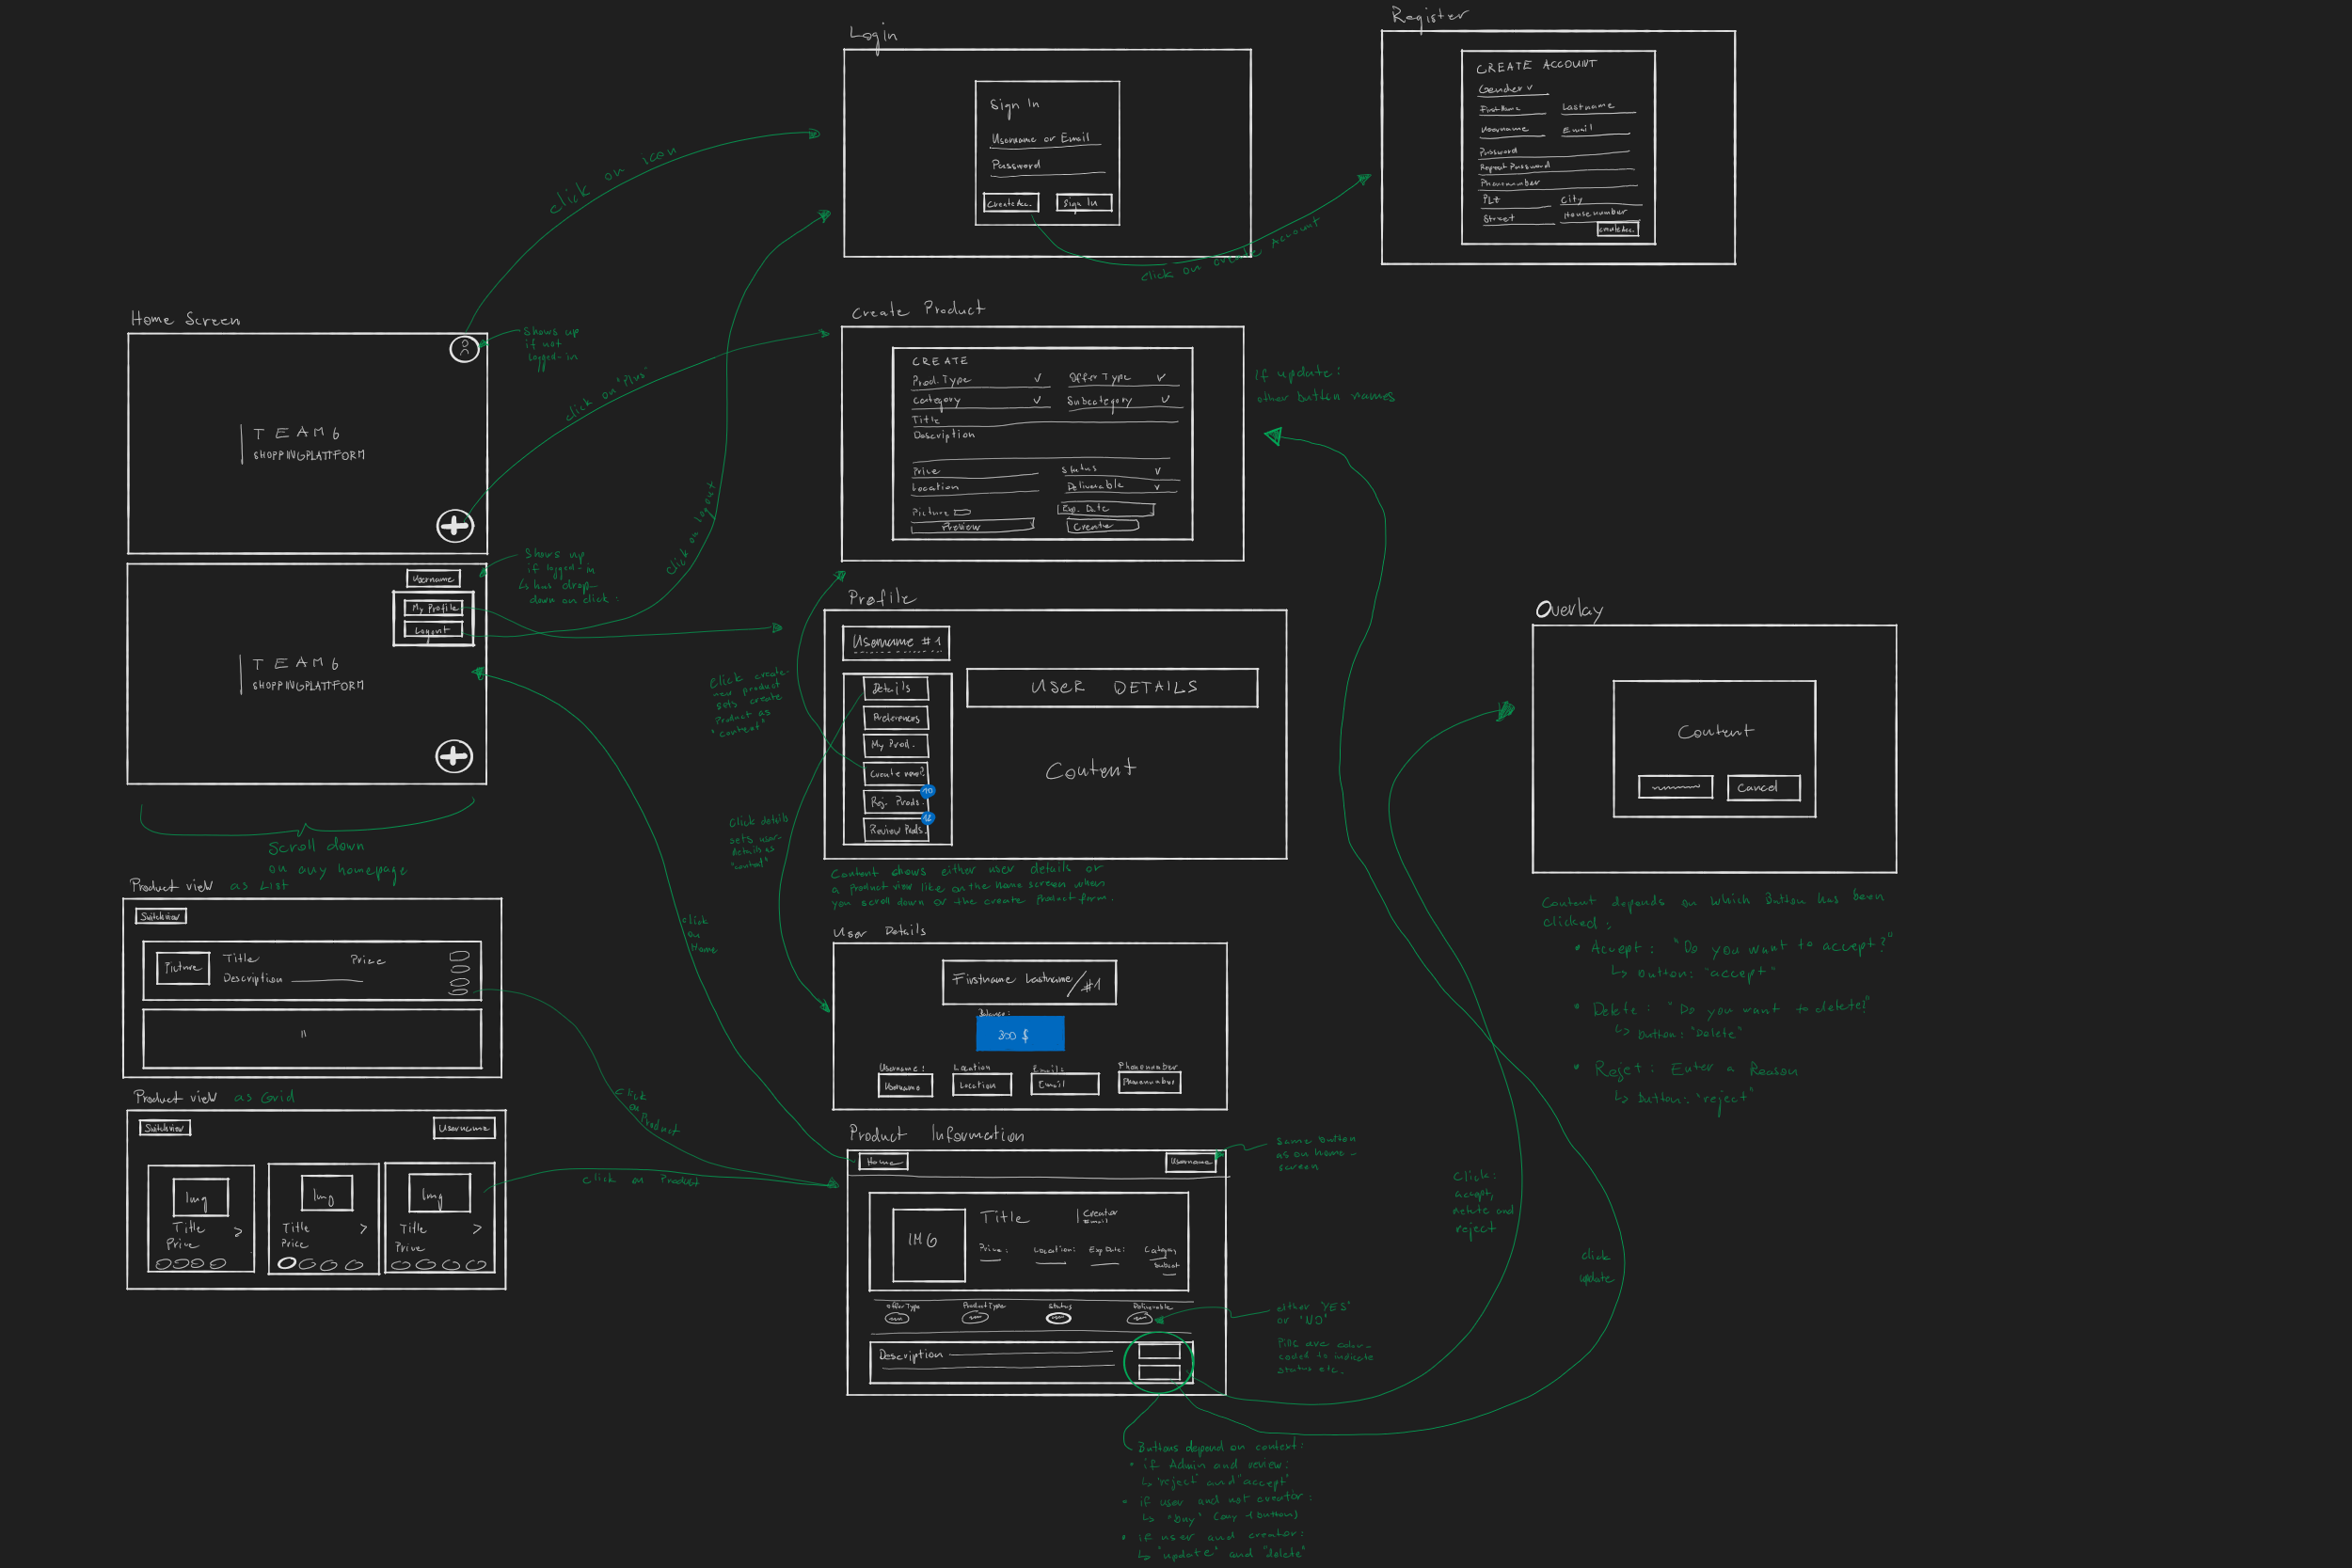 Login
Sign In
Username or Email
Password
Create Acc.
Sign In
Register
CREATE ACCOUNT
Gender
Firstname
Lastname
Username
Email
Password
Repeat Password
Phonenumber
PLZ
City
Street
Housenumber
Create Acc.
click on icon
click on create Account
Home Screen
Shows up
if not
logged-in
TEAM6
SHOPPINGPLATTFORM
click on "Plus"
Create Product
CREATE
Prod. Type
Offer Type
Category
Subcategory
Title
Description
Price
Status
Location
Deliverable
Picture
Exp. Date
Preview
Create
If update:
other button names
Username
My Profile
Logout
Shows up
if logged-in
↳ has drop
down on click:
click on logout
TEAM6
SHOPPINGPLATTFORM
Scroll down
on any homepage
Profile
Username #1
Details
Preferences
My Prod.
Create new P.
Rej. Prods.
10
Review Prods.
12
USER DETAILS
Content
Click create-
new product
sets create
Product as
"content"
Click details
sets user-
details as
"content"
Content shows either user details or
a product view like on the home screen when
you scroll down or the create product form.
Overlay
Content
Cancel
Content depends on which Button has been
clicked:
• Accept: "Do you want to accept?"
↳ button: "accept"
• Delete: "Do you want to delete?"
↳ button: "Delete"
• Reject: Enter a Reason
↳ button: "reject"
Product view as List
Switch view
Picture
Title
Price
Description
"
click
on
Home
Click
on
Product
Product view as Grid
Switch view
Username
Img
Title
>
Price
Img
Title
>
Price
Img
Title
>
Price
Click on Product
User Details
Firstname Lastname/#1
Balance:
300 $
Username:
Username
Location
Location
Email:
Email
Phonenumber
Phonenumber
Product Information
Home
Username
Same button
as on home-
screen
IMG
Title
Creator
Email
Price:
Location:
Exp Date:
Category
Subcat
Offer Type
Product Type
Status
Deliverable
Description
either 'YES'
or 'NO'
Pills are color-
coded to indicate
status etc.
Click:
accept,
delete and
reject
click
update
Buttons depend on context:
• if Admin and review:
↳ "reject" and "accept"
• if user and not creator:
↳ "buy" (only 1 button)
• if user and creator:
↳ "update" and "delete"